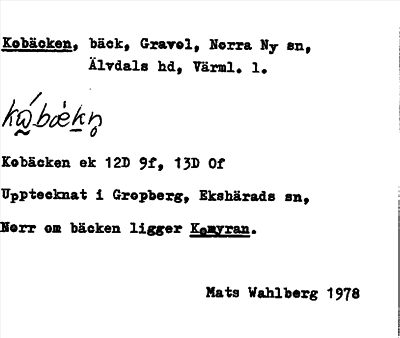 Kobäcken, bäck, Gravol, Norra Ny sn,
Älvdals hd, Värml. l.
Kobäcken ek 12D 9f, 13D 0f
Upptecknat i Gropberg, Ekshärads sn,
Norr om bäcken ligger Komyran.
Mats Wahlberg 1978